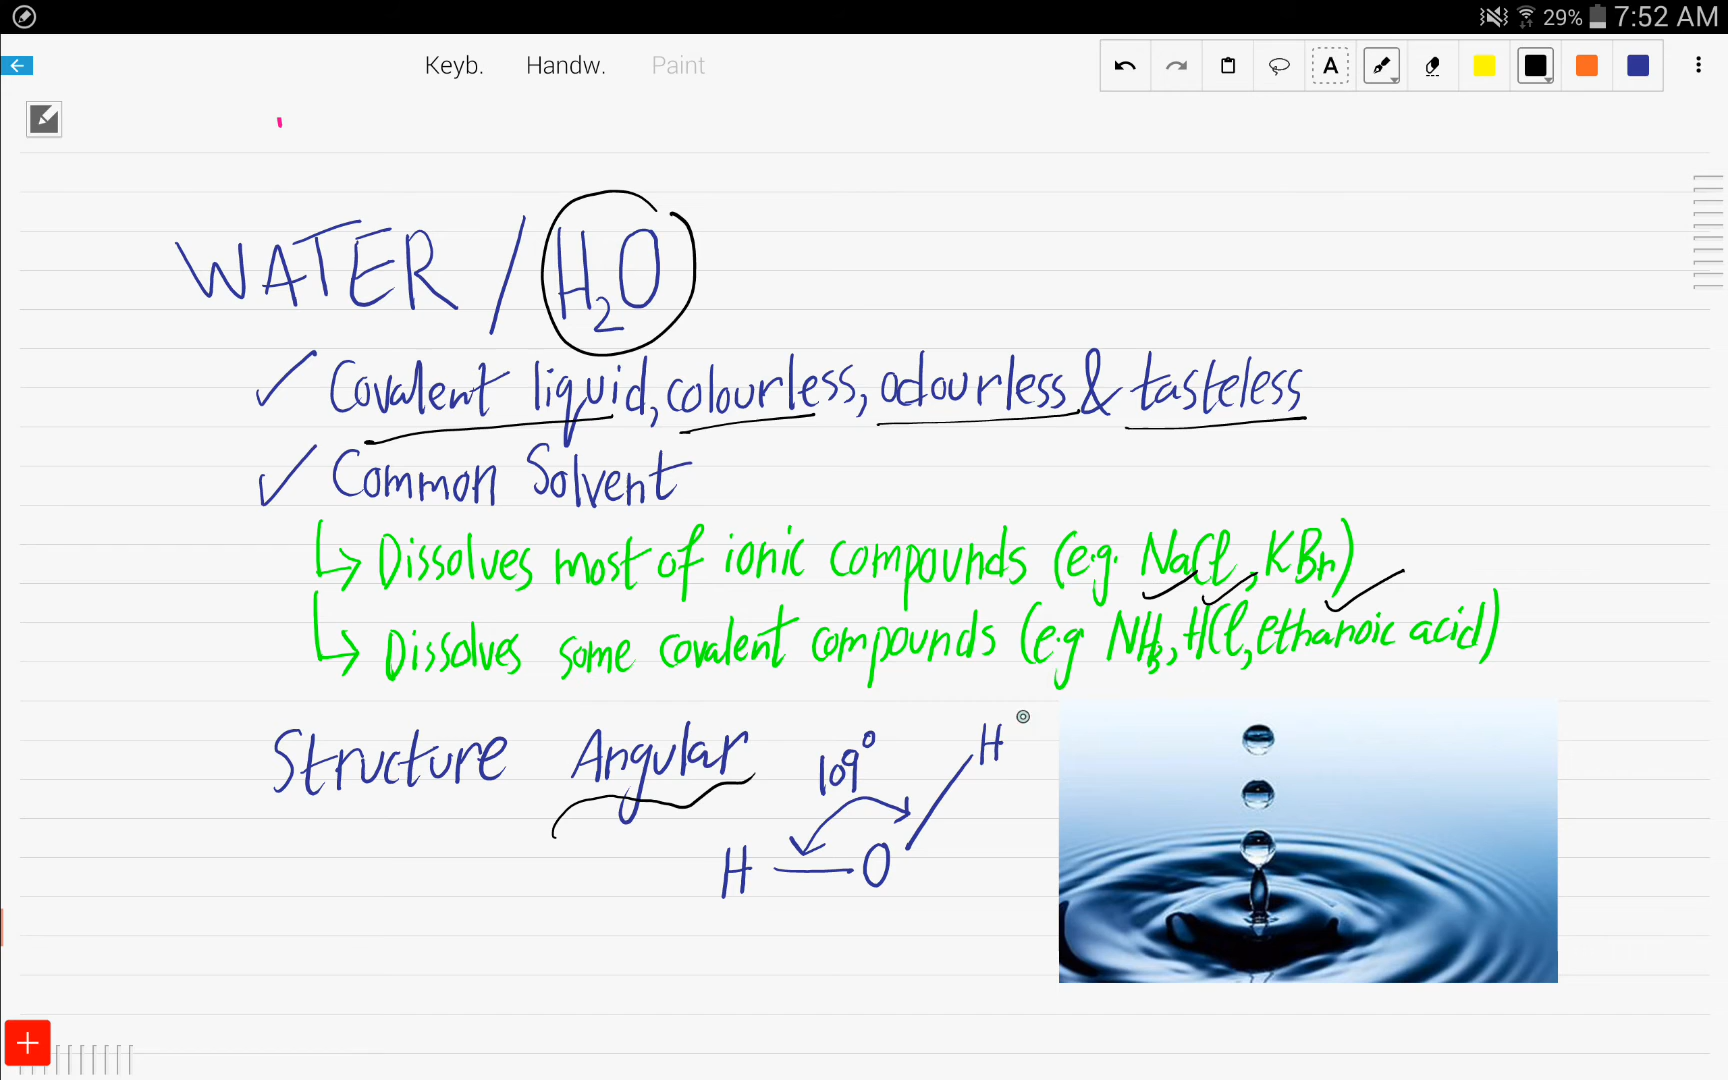 29% 7:52 AM
Keyb. Handw. Paint
A
WATER / H₂O
✓ Covalent liquid, colourless, odourless & tasteless
✓ Common Solvent
↳ Dissolves most of ionic compounds (e.g. NaCl, KBr)
↳ Dissolves some covalent compounds (e.g NH₃, HCl, ethanoic acid)
Structure Angular
109°
H
H — O